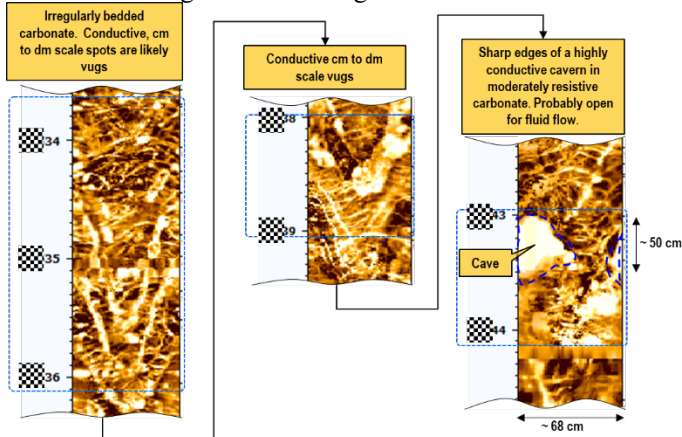 Irregularly bedded
carbonate. Conductive, cm
to dm scale spots are likely
vugs
34
35
36
Conductive cm to dm
scale vugs
38
39
Sharp edges of a highly
conductive cavern in
moderately resistive
carbonate. Probably open
for fluid flow.
43
~ 50 cm
Cave
44
~ 68 cm